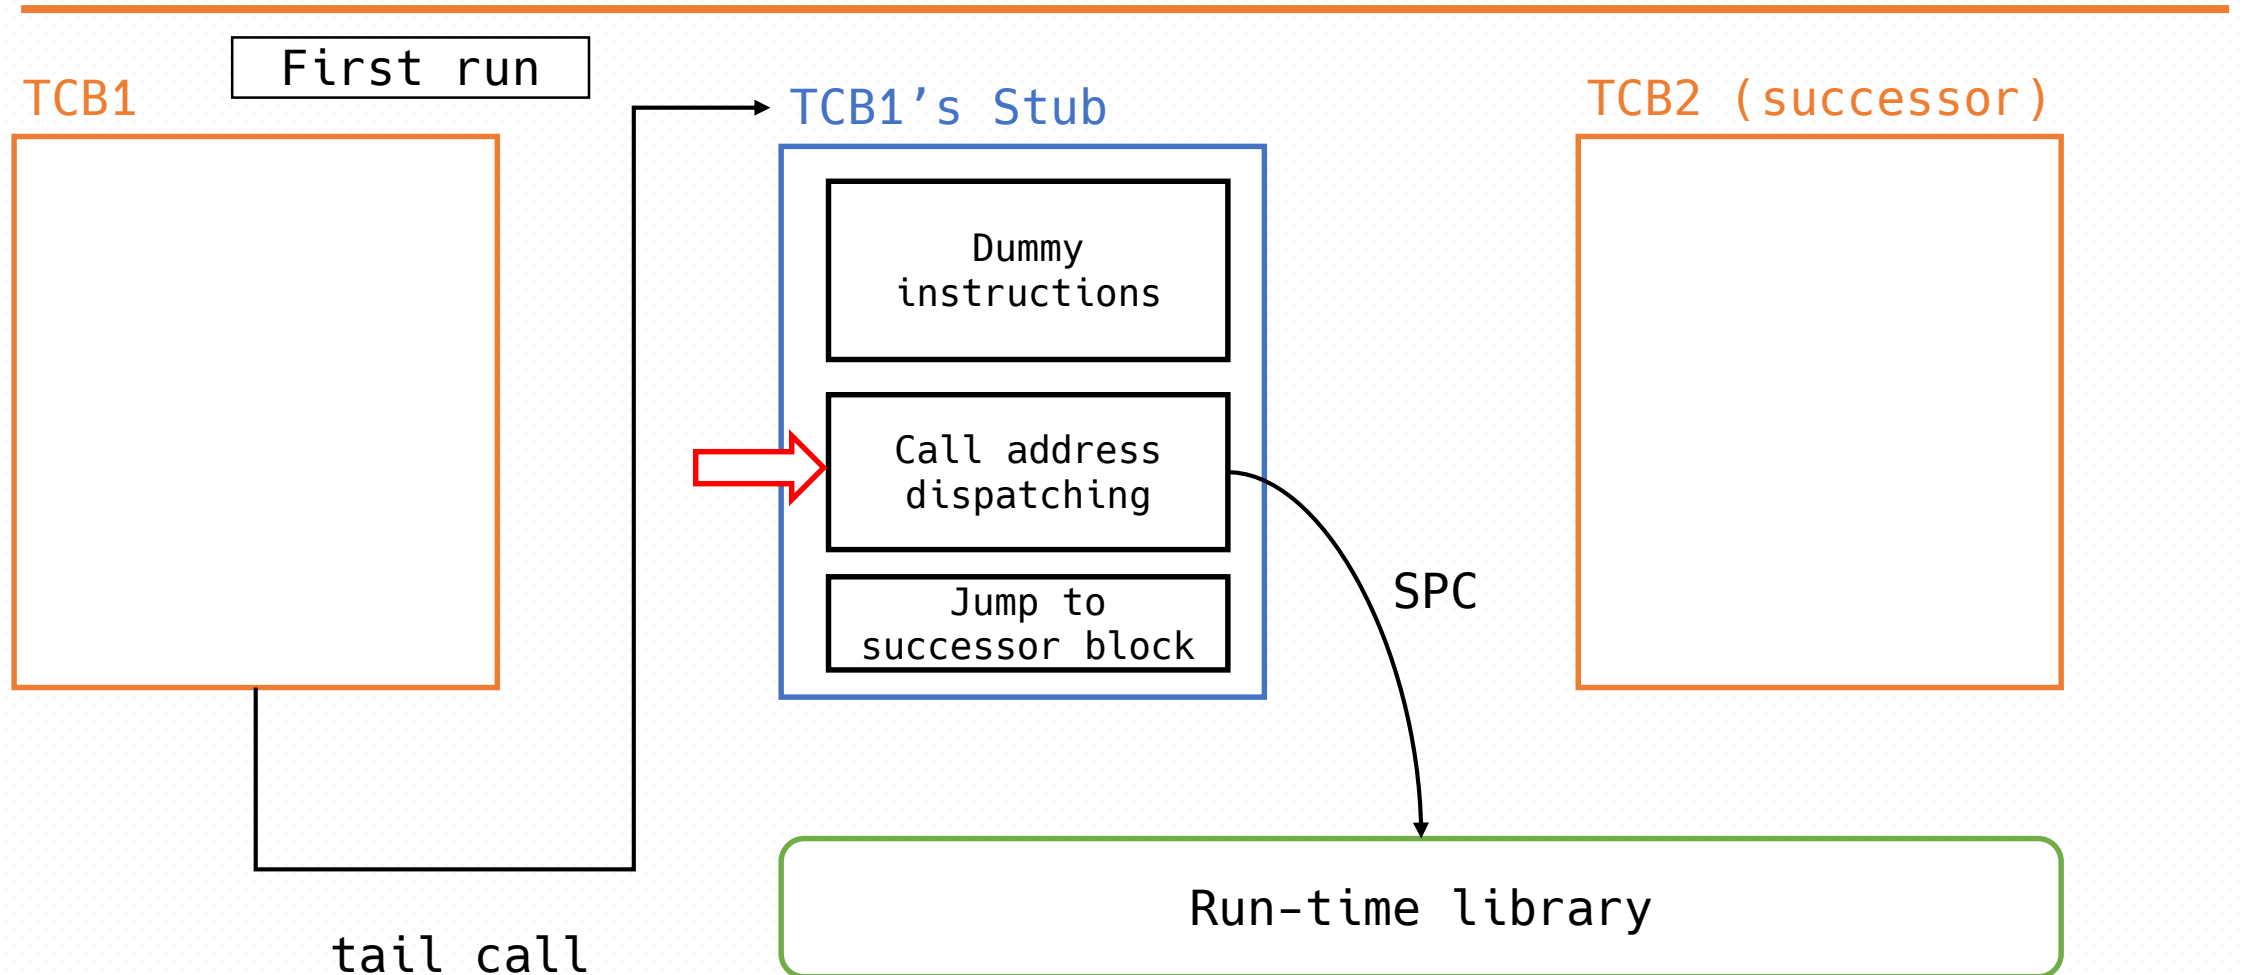 First run
TCB1
TCB1’s Stub
TCB2 (successor)
Dummy
instructions
Call address
dispatching
Jump to
successor block
SPC
Run-time library
tail call